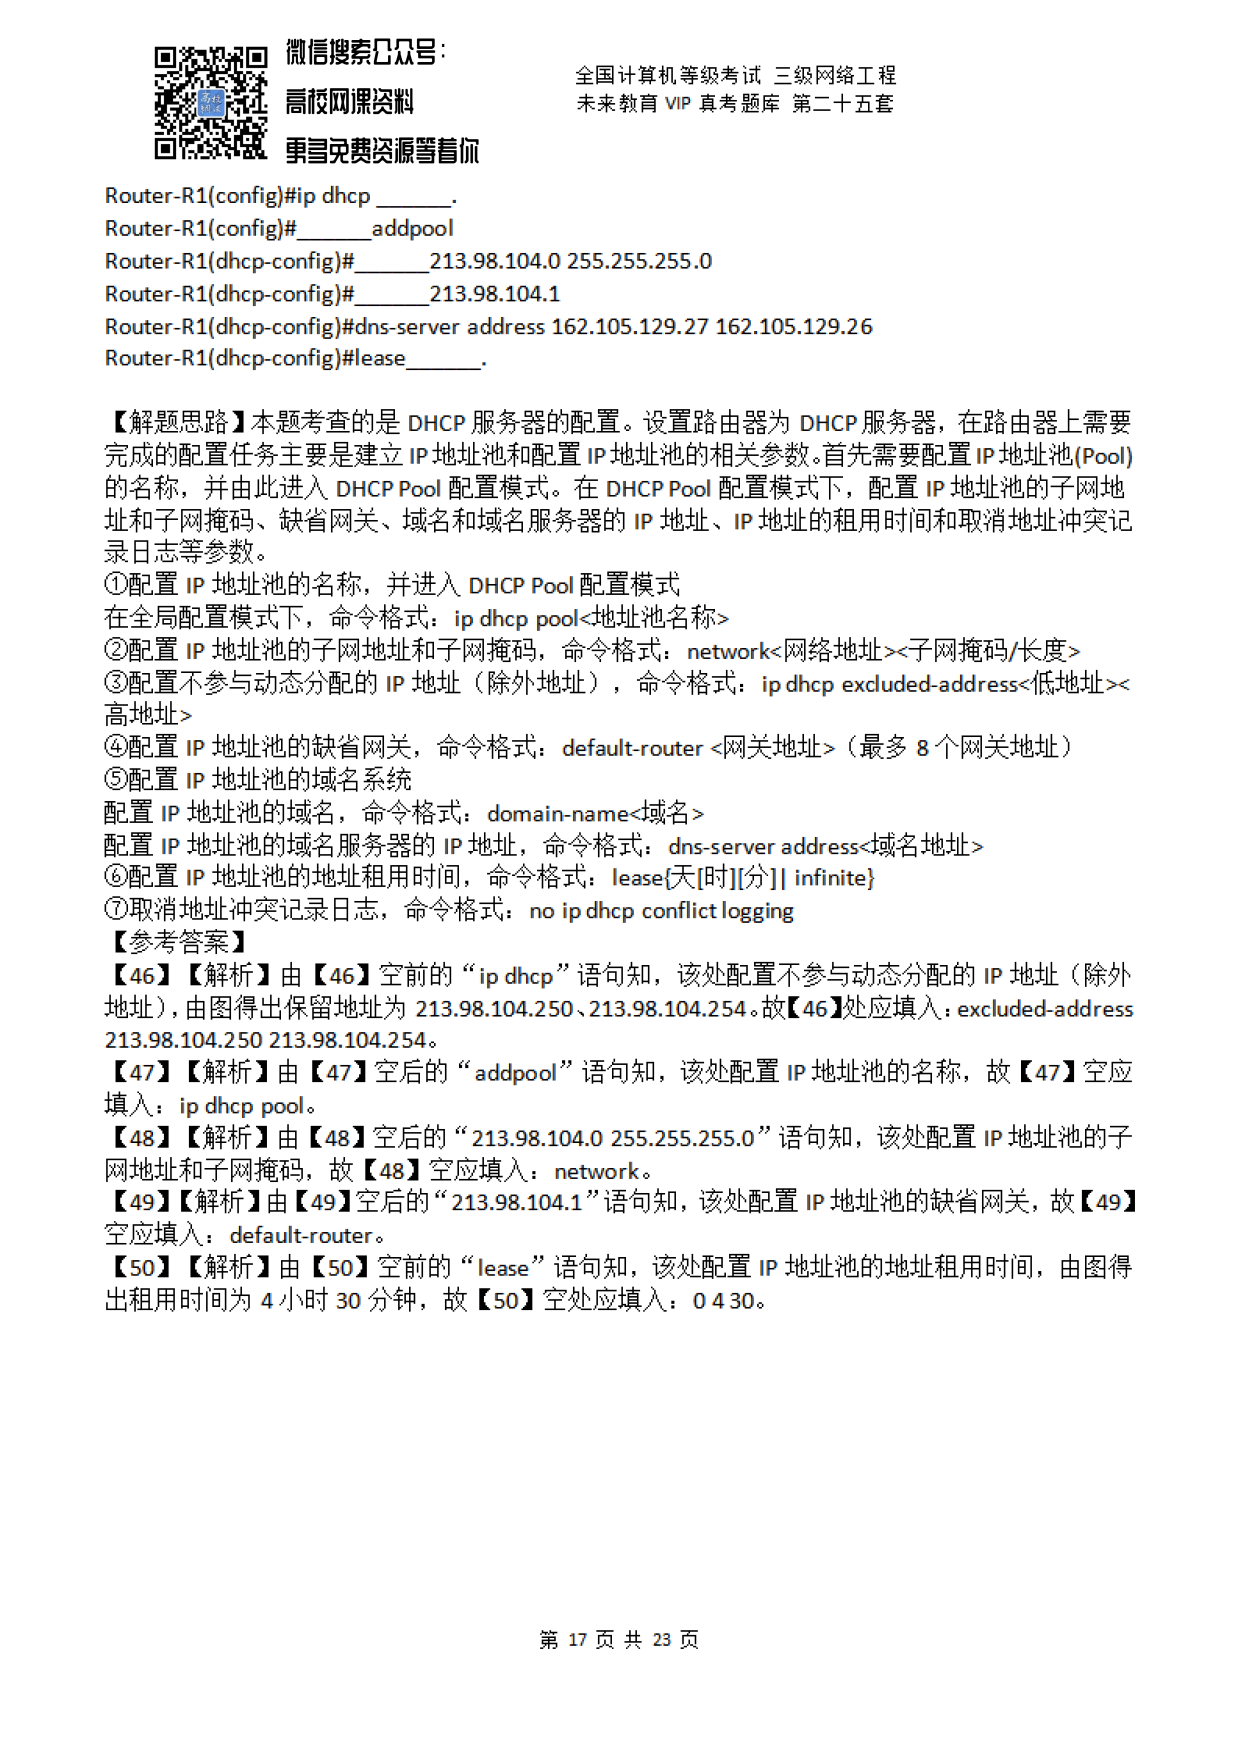 微信搜索公众号：
高校网课资料
更多免费资源等着你
高校
网课
全国计算机等级考试 三级网络工程
未来教育 VIP 真考题库 第二十五套
Router-R1(config)#ip dhcp ______.
Router-R1(config)#______addpool
Router-R1(dhcp-config)#______213.98.104.0 255.255.255.0
Router-R1(dhcp-config)#______213.98.104.1
Router-R1(dhcp-config)#dns-server address 162.105.129.27 162.105.129.26
Router-R1(dhcp-config)#lease______.
【解题思路】本题考查的是 DHCP 服务器的配置。设置路由器为 DHCP 服务器，在路由器上需要
完成的配置任务主要是建立 IP 地址池和配置 IP 地址池的相关参数。首先需要配置 IP 地址池(Pool)
的名称，并由此进入 DHCP Pool 配置模式。在 DHCP Pool 配置模式下，配置 IP 地址池的子网地
址和子网掩码、缺省网关、域名和域名服务器的 IP 地址、IP 地址的租用时间和取消地址冲突记
录日志等参数。
①配置 IP 地址池的名称，并进入 DHCP Pool 配置模式
在全局配置模式下，命令格式：ip dhcp pool<地址池名称>
②配置 IP 地址池的子网地址和子网掩码，命令格式：network<网络地址><子网掩码/长度>
③配置不参与动态分配的 IP 地址（除外地址），命令格式：ip dhcp excluded-address<低地址><
高地址>
④配置 IP 地址池的缺省网关，命令格式：default-router <网关地址>（最多 8 个网关地址）
⑤配置 IP 地址池的域名系统
配置 IP 地址池的域名，命令格式：domain-name<域名>
配置 IP 地址池的域名服务器的 IP 地址，命令格式：dns-server address<域名地址>
⑥配置 IP 地址池的地址租用时间，命令格式：lease{天[时][分]| infinite}
⑦取消地址冲突记录日志，命令格式：no ip dhcp conflict logging
【参考答案】
【46】【解析】由【46】空前的“ip dhcp”语句知，该处配置不参与动态分配的 IP 地址（除外
地址），由图得出保留地址为 213.98.104.250、213.98.104.254。故【46】处应填入：excluded-address
213.98.104.250 213.98.104.254。
【47】【解析】由【47】空后的“addpool”语句知，该处配置 IP 地址池的名称，故【47】空应
填入：ip dhcp pool。
【48】【解析】由【48】空后的“213.98.104.0 255.255.255.0”语句知，该处配置 IP 地址池的子
网地址和子网掩码，故【48】空应填入：network。
【49】【解析】由【49】空后的“213.98.104.1”语句知，该处配置 IP 地址池的缺省网关，故【49】
空应填入：default-router。
【50】【解析】由【50】空前的“lease”语句知，该处配置 IP 地址池的地址租用时间，由图得
出租用时间为 4 小时 30 分钟，故【50】空处应填入：0 4 30。
第 17 页 共 23 页